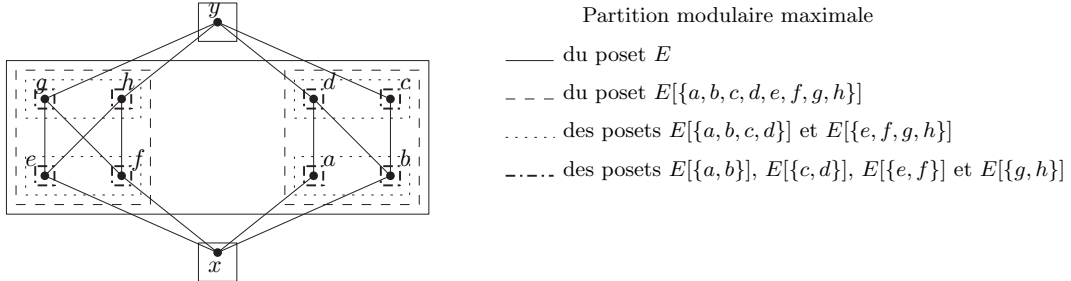 y
g h d c
e f a b
x
Partition modulaire maximale
du poset E
du poset E[{a, b, c, d, e, f, g, h}]
des posets E[{a, b, c, d}] et E[{e, f, g, h}]
des posets E[{a, b}], E[{c, d}], E[{e, f}] et E[{g, h}]